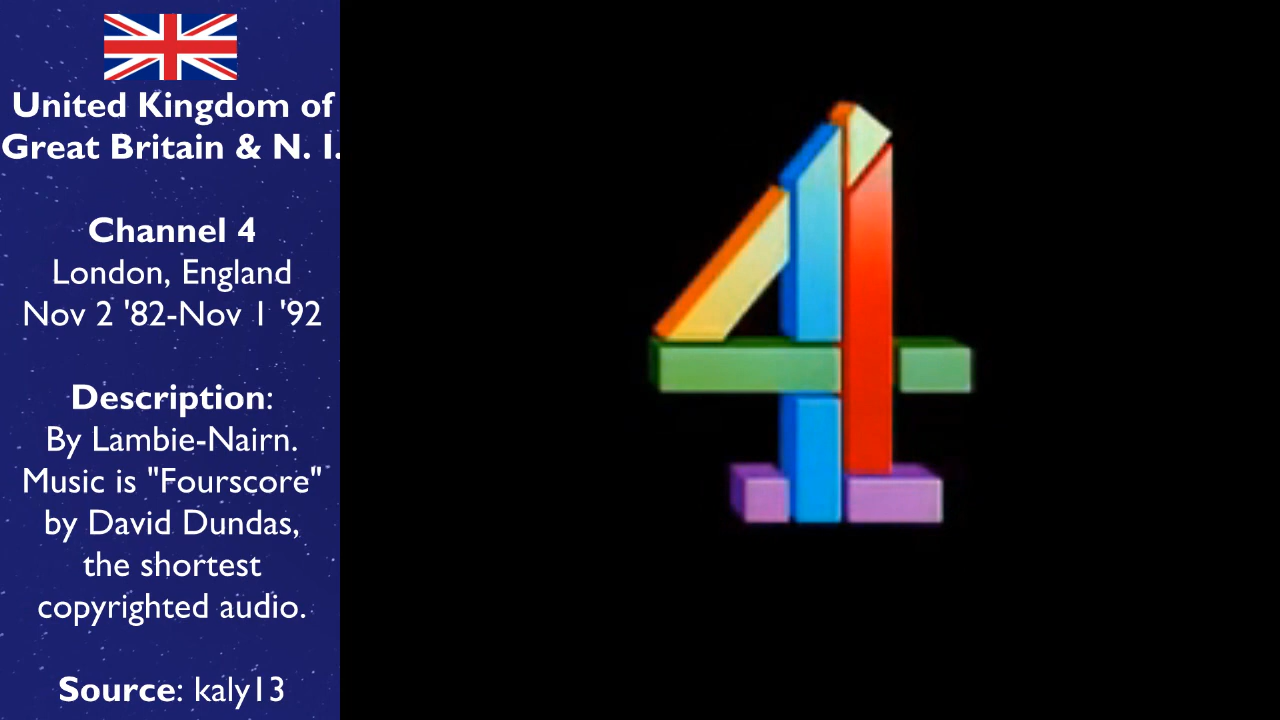 United Kingdom of
Great Britain & N. I.
Channel 4
London, England
Nov 2 '82-Nov 1 '92
Description:
By Lambie-Nairn.
Music is "Fourscore"
by David Dundas,
the shortest
copyrighted audio.
Source: kaly13
4